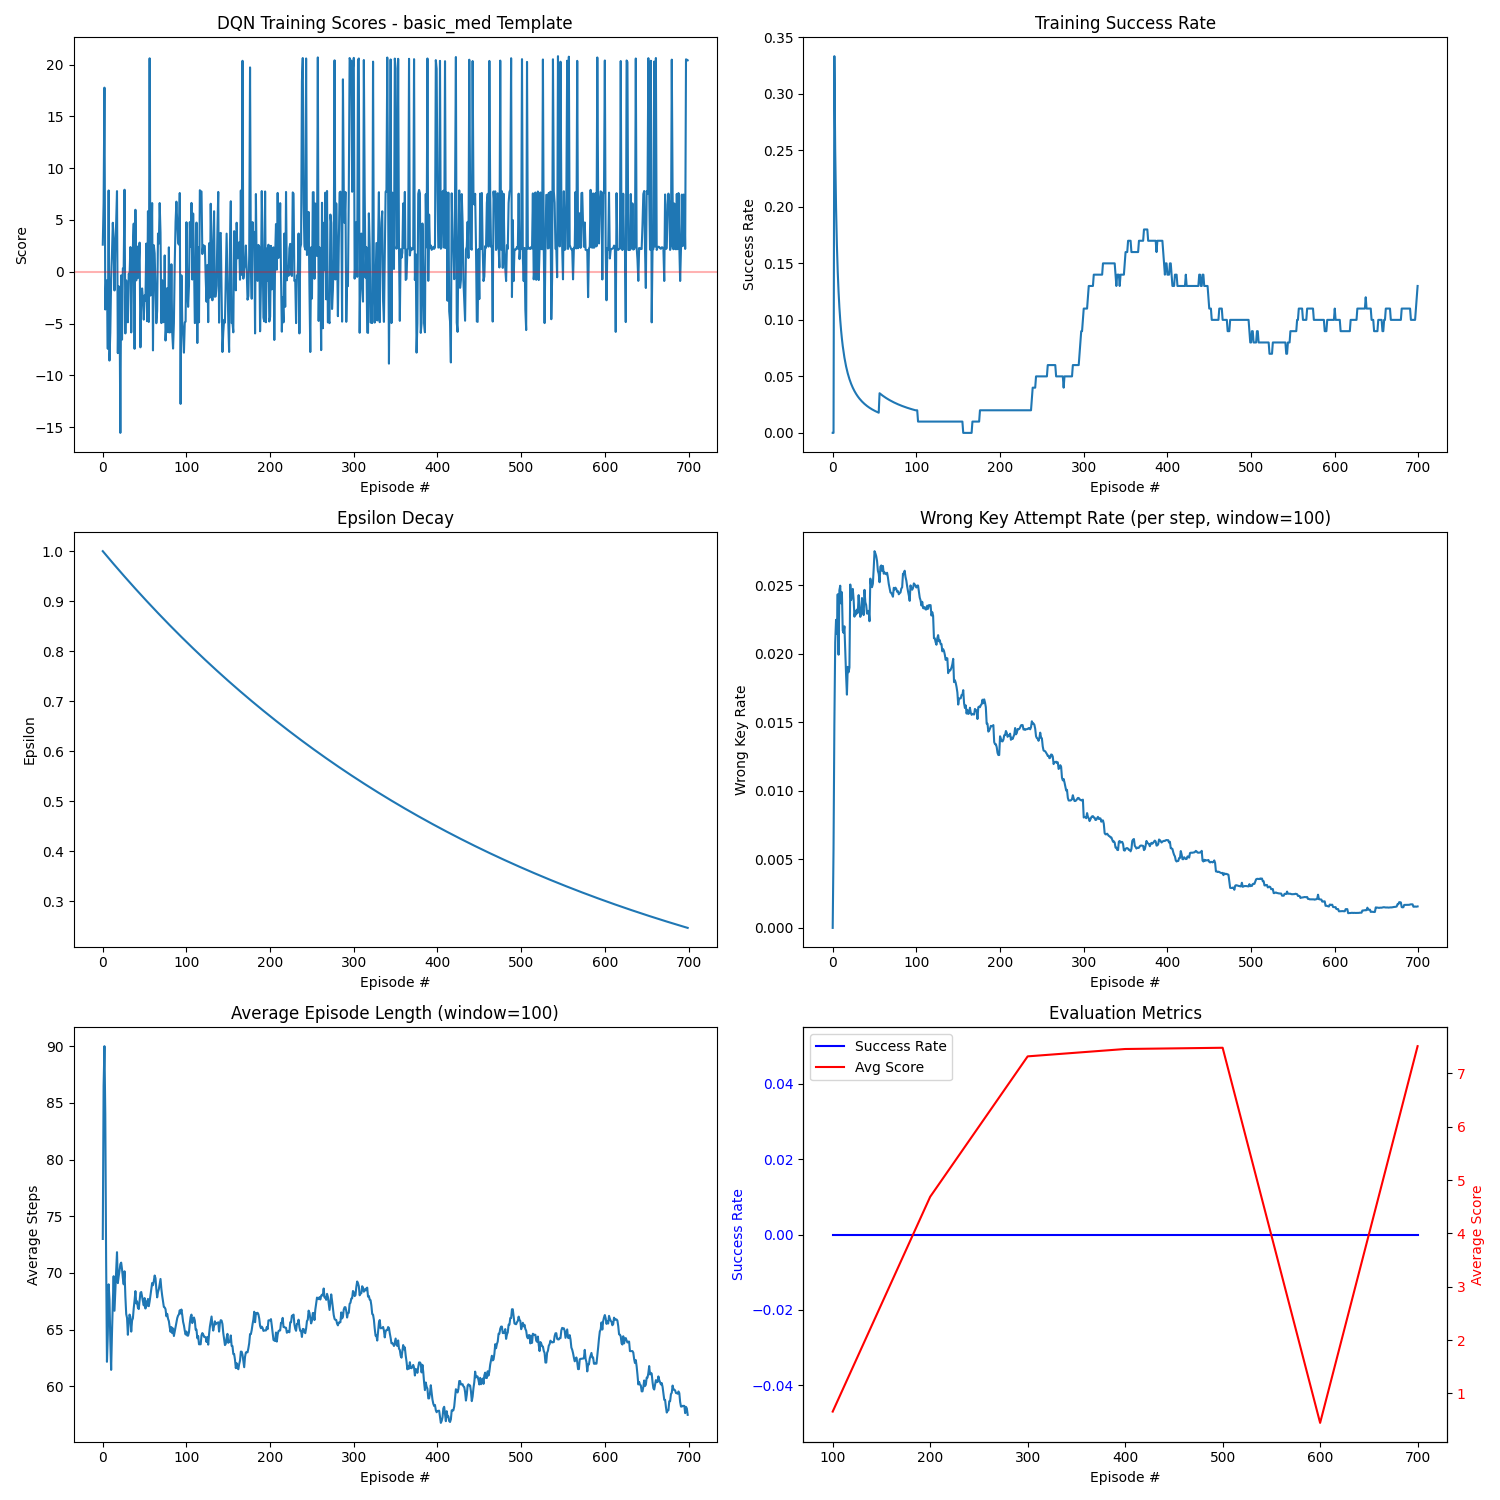 DQN Training Scores - basic_med Template
Score
20
15
10
5
0
−5
−10
−15
0 100 200 300 400 500 600 700
Episode #
Training Success Rate
Success Rate
0.35
0.30
0.25
0.20
0.15
0.10
0.05
0.00
0 100 200 300 400 500 600 700
Episode #
Epsilon Decay
Epsilon
1.0
0.9
0.8
0.7
0.6
0.5
0.4
0.3
0 100 200 300 400 500 600 700
Episode #
Wrong Key Attempt Rate (per step, window=100)
Wrong Key Rate
0.025
0.020
0.015
0.010
0.005
0.000
0 100 200 300 400 500 600 700
Episode #
Average Episode Length (window=100)
Average Steps
90
85
80
75
70
65
60
0 100 200 300 400 500 600 700
Episode #
Evaluation Metrics
Success Rate
Avg Score
Success Rate
0.04
0.02
0.00
−0.02
−0.04
Average Score
7
6
5
4
3
2
1
100 200 300 400 500 600 700
Episode #